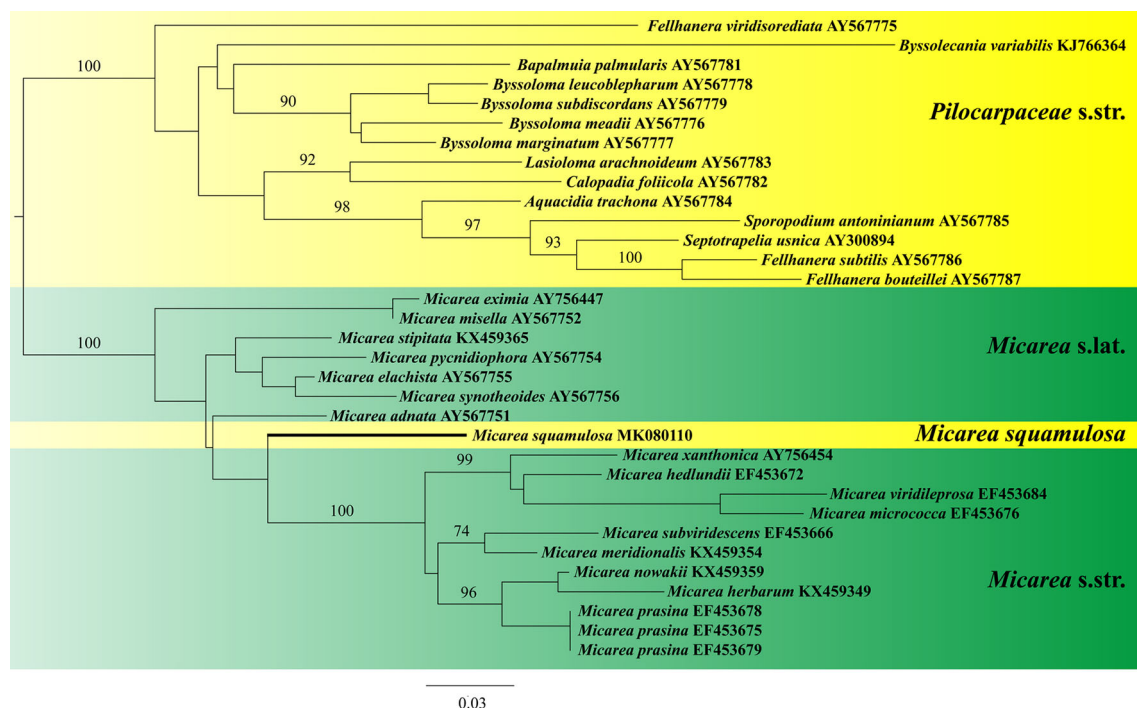 Fellhanera viridisorediata AY567775
Byssolecania variabilis KJ766364
100
Bapalmuia palmularis AY567781
Byssoloma leucoblepharum AY567778
90
Byssoloma subdiscordans AY567779
Pilocarpaceae s.str.
Byssoloma meadii AY567776
Byssoloma marginatum AY567777
92
Lasioloma arachnoideum AY567783
Calopadia foliicola AY567782
98
Aquacidia trachona AY567784
97
Sporopodium antoninianum AY567785
93
Septotrapelia usnica AY300894
100
Fellhanera subtilis AY567786
Fellhanera bouteillei AY567787
Micarea eximia AY756447
Micarea misella AY567752
100
Micarea stipitata KX459365
Micarea s.lat.
Micarea pycnidiophora AY567754
Micarea elachista AY567755
Micarea synotheoides AY567756
Micarea adnata AY567751
Micarea squamulosa MK080110
Micarea squamulosa
99
Micarea xanthonica AY756454
Micarea hedlundii EF453672
Micarea viridileprosa EF453684
100
Micarea micrococca EF453676
74
Micarea subviridescens EF453666
Micarea meridionalis KX459354
Micarea nowakii KX459359
Micarea s.str.
96
Micarea herbarum KX459349
Micarea prasina EF453678
Micarea prasina EF453675
Micarea prasina EF453679
0.03